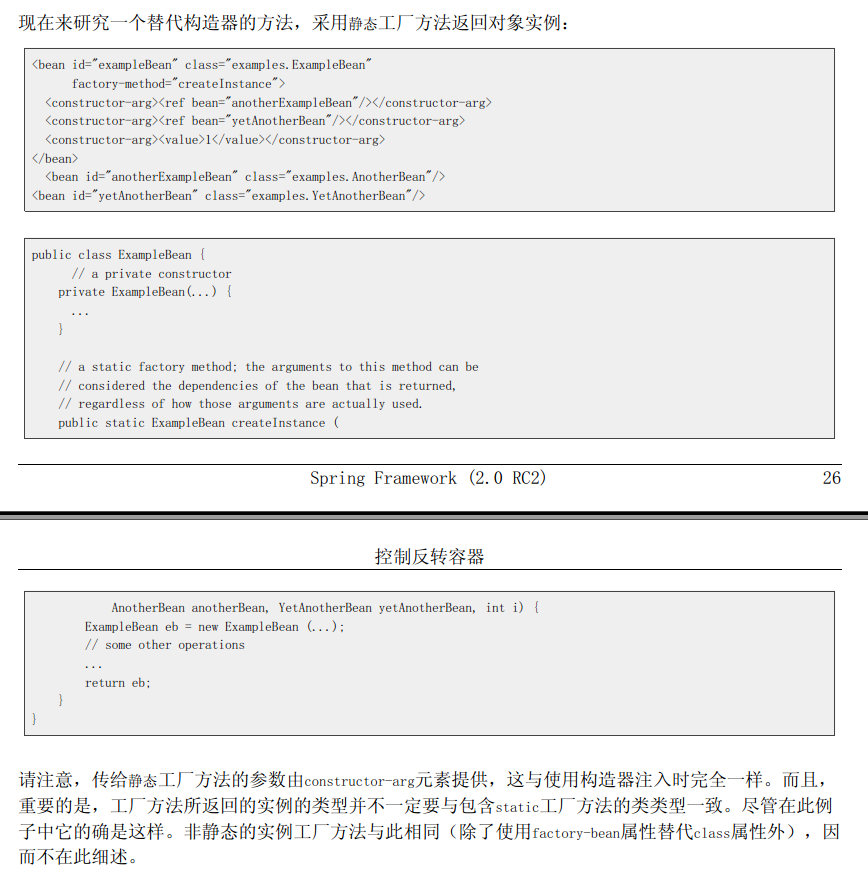 现在来研究一个替代构造器的方法，采用静态工厂方法返回对象实例：
<bean id="exampleBean" class="examples.ExampleBean"
      factory-method="createInstance">
  <constructor-arg><ref bean="anotherExampleBean"/></constructor-arg>
  <constructor-arg><ref bean="yetAnotherBean"/></constructor-arg>
  <constructor-arg><value>1</value></constructor-arg>
</bean>
  <bean id="anotherExampleBean" class="examples.AnotherBean"/>
<bean id="yetAnotherBean" class="examples.YetAnotherBean"/>
public class ExampleBean {
      // a private constructor
    private ExampleBean(...) {
      ...
    }
    // a static factory method; the arguments to this method can be
    // considered the dependencies of the bean that is returned,
    // regardless of how those arguments are actually used.
    public static ExampleBean createInstance (
Spring Framework (2.0 RC2) 26
控制反转容器
            AnotherBean anotherBean, YetAnotherBean yetAnotherBean, int i) {
        ExampleBean eb = new ExampleBean (...);
        // some other operations
        ...
        return eb;
    }
}
请注意，传给静态工厂方法的参数由constructor-arg元素提供，这与使用构造器注入时完全一样。而且，
重要的是，工厂方法所返回的实例的类型并不一定要与包含static工厂方法的类类型一致。尽管在此例
子中它的确是这样。非静态的实例工厂方法与此相同（除了使用factory-bean属性替代class属性外），因
而不在此细述。